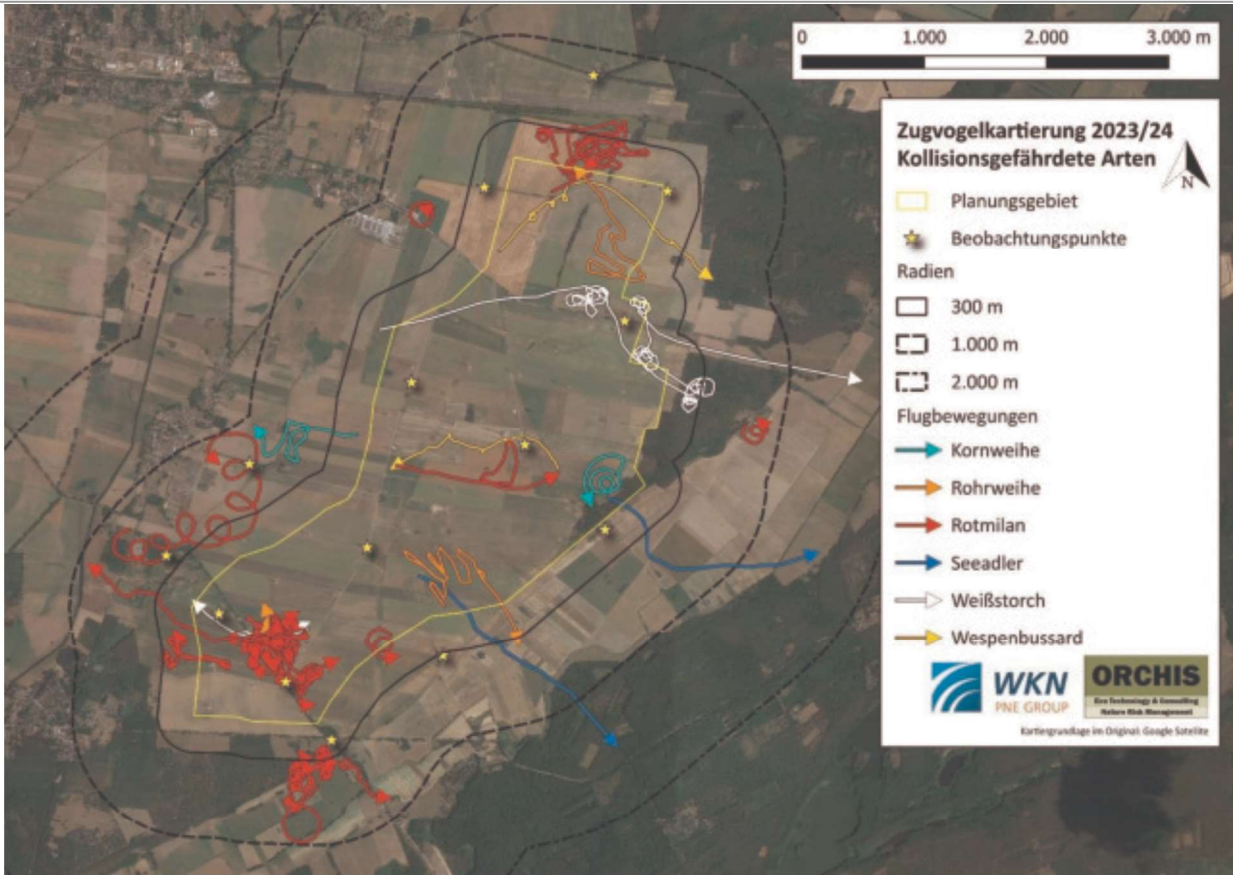 0 1.000 2.000 3.000 m
Zugvogelkartierung 2023/24
Kollisionsgefährdete Arten
N
Planungsgebiet
Beobachtungspunkte
Radien
300 m
1.000 m
2.000 m
Flugbewegungen
Kornweihe
Rohrweihe
Rotmilan
Seeadler
Weißstorch
Wespenbussard
WKN
PNE GROUP
ORCHIS
Eco Technology & Consulting
Nature Risk Management
Kartiergrundlage im Original: Google Satellite